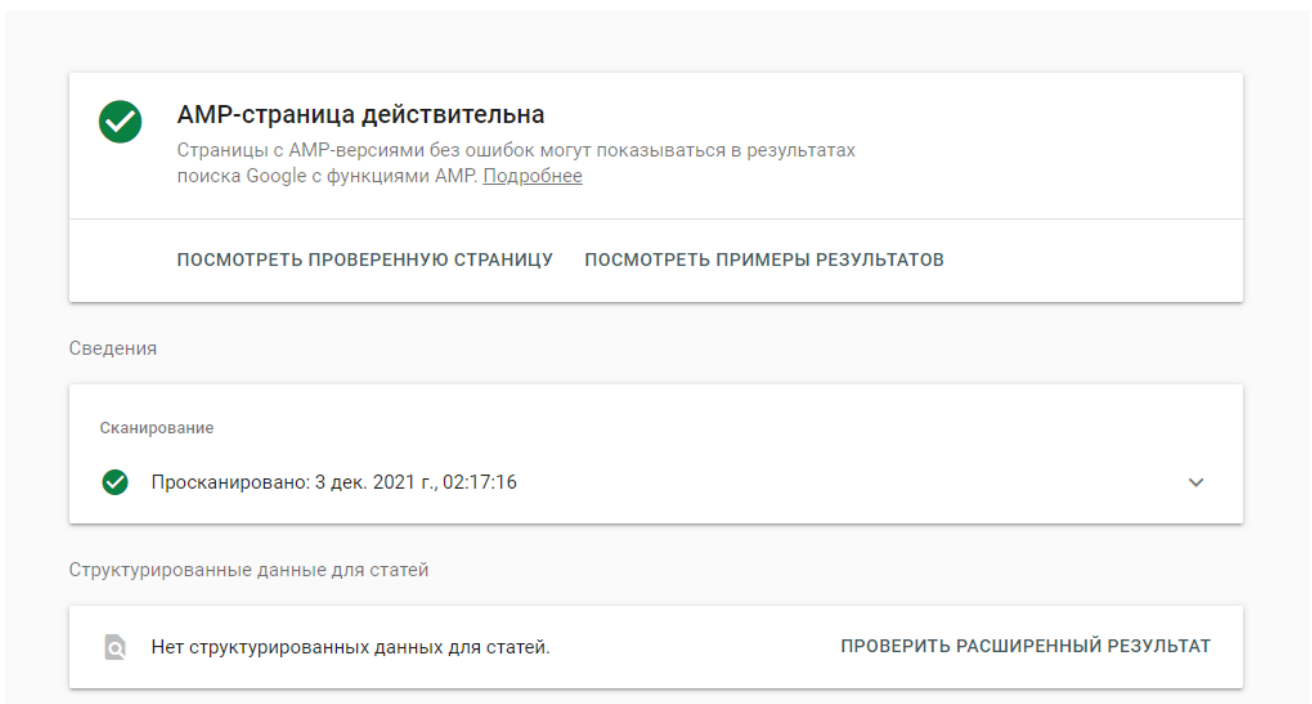 AMP-страница действительна
Страницы с AMP-версиями без ошибок могут показываться в результатах
поиска Google с функциями AMP. Подробнее
ПОСМОТРЕТЬ ПРОВЕРЕННУЮ СТРАНИЦУ ПОСМОТРЕТЬ ПРИМЕРЫ РЕЗУЛЬТАТОВ
Сведения
Сканирование
Просканировано: 3 дек. 2021 г., 02:17:16
Структурированные данные для статей
Нет структурированных данных для статей. ПРОВЕРИТЬ РАСШИРЕННЫЙ РЕЗУЛЬТАТ